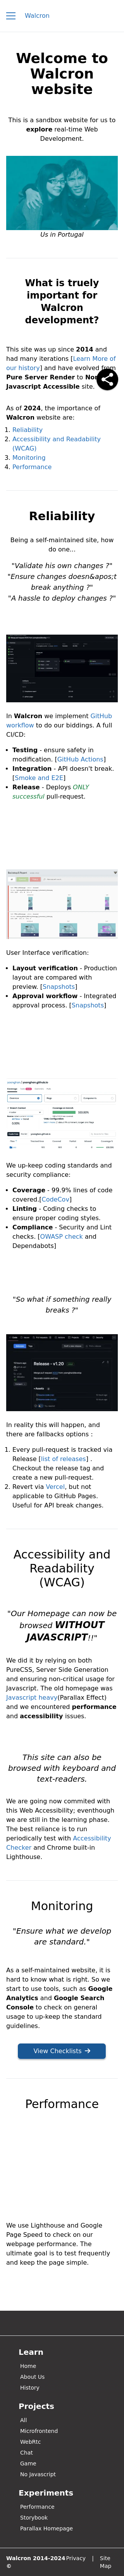 Walcron
Welcome to
Walcron
website
This is a sandbox website for us to
explore real-time Web
Development.
Us in Portugal
What is truely
important for
Walcron
development?
This site was up since 2014 and
had many iterations [Learn More of
our history] and have evolved from
Pure Server Render to
Javascript Accessible site.
As of 2024, the importance of
Walcron website are:
1. Reliability
2. Accessibility and Readability
(WCAG)
3. Monitoring
4. Performance
Reliability
Being a self-maintained site, how
do one...
"Validate his own changes ?"
"Ensure changes doesn&apos;t
break anything ?"
"A hassle to deploy changes ?"
In Walcron we implement GitHub
workflow to do our biddings. A full
CI/CD:
• Testing - ensure safety in
modification. [GitHub Actions]
• Integration - API doesn't break.
[Smoke and E2E]
• Release - Deploys ONLY
successful pull-request.
User Interface verification:
• Layout verification - Production
layout are compared with
preview. [Snapshots]
• Approval workflow - Integrated
approval process. [Snapshots]
We up-keep coding standards and
security compliance:
• Coverage - 99.9% lines of code
covered.[CodeCov]
• Linting - Coding checks to
ensure proper coding styles.
• Compliance - Security and Lint
checks. [OWASP check and
Dependabots]
"So what if something really
breaks ?"
Release - v1.20
In reality this will happen, and
there are fallbacks options :
1. Every pull-request is tracked via
Release [list of releases] .
Checkout the release tag and
create a new pull-request.
2. Revert via Vercel, but not
applicable to GitHub Pages.
Useful for API break changes.
Accessibility and
Readability
(WCAG)
"Our Homepage can now be
browsed WITHOUT
JAVASCRIPT!!"
We did it by relying on both
PureCSS, Server Side Generation
and ensuring non-critical usage for
Javascript. The old homepage was
Javascript heavy(Parallax Effect)
and we encountered performance
and accessibility issues.
This site can also be
browsed with keyboard and
text-readers.
We are going now commited with
this Web Accessibility; even though
we are still in the learning phase.
The best reliance is to run
periodically test with Accessibility
Checker and Chrome built-in
Lighthouse.
Monitoring
"Ensure what we develop
are standard."
As a self-maintained website, it is
hard to know what is right. So we
start to use tools, such as Google
Analytics and Google Search
Console to check on general
usage to up-keep the standard
guidelines.
View Checklists →
Performance
We use Lighthouse and Google
Page Speed to check on our
webpage performance. The
ultimate goal is to test frequently
and keep the page simple.
Learn
Home
About Us
History
Projects
All
Microfrontend
WebRtc
Chat
Game
No Javascript
Experiments
Performance
Storybook
Parallax Homepage
Walcron 2014-2024 Privacy | Site
© Map